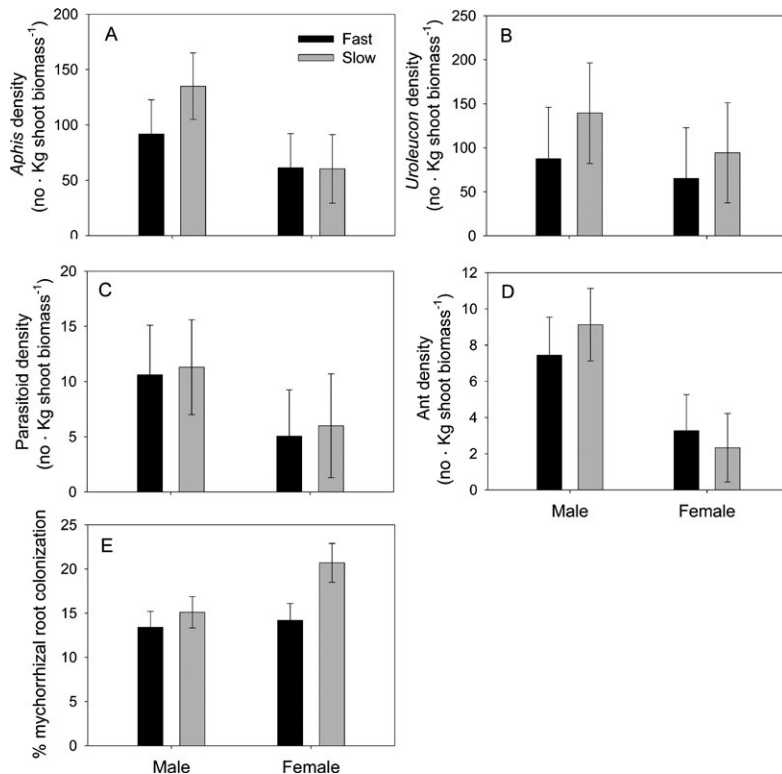 A
Fast
Slow
Aphis density
(no · Kg shoot biomass⁻¹)
200
150
100
50
0
B
Uroleucon density
(no · Kg shoot biomass⁻¹)
250
200
150
100
50
0
C
Parasitoid density
(no · Kg shoot biomass⁻¹)
20
15
10
5
0
D
Ant density
(no · Kg shoot biomass⁻¹)
12
10
8
6
4
2
0
Male
Female
E
% mychorrhizal root colonization
25
20
15
10
5
0
Male
Female